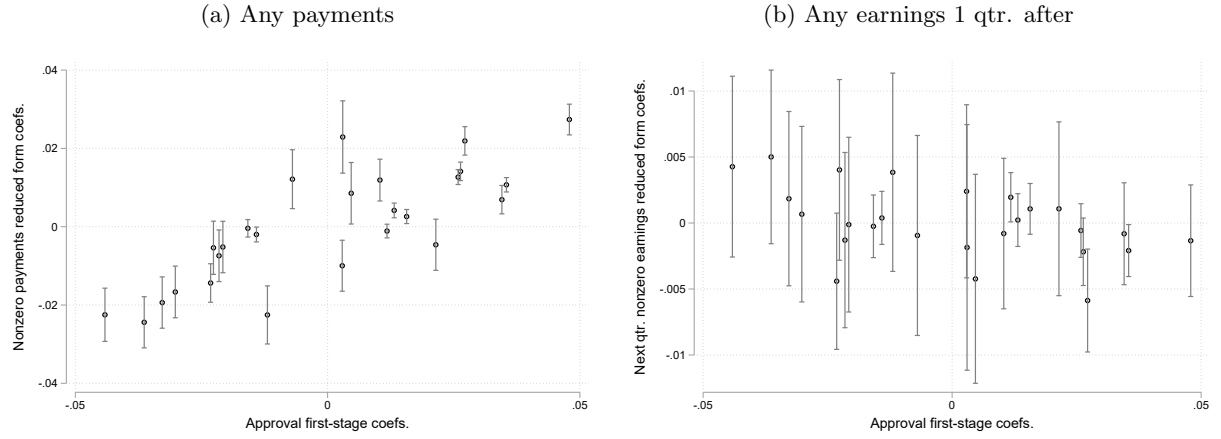 (a) Any payments
Nonzero payments reduced form coefs.
.04
.02
0
-.02
-.04
-.05
0
.05
Approval first-stage coefs.
(b) Any earnings 1 qtr. after
Next qtr. nonzero earnings reduced form coefs.
.01
.005
0
-.005
-.01
-.05
0
.05
Approval first-stage coefs.